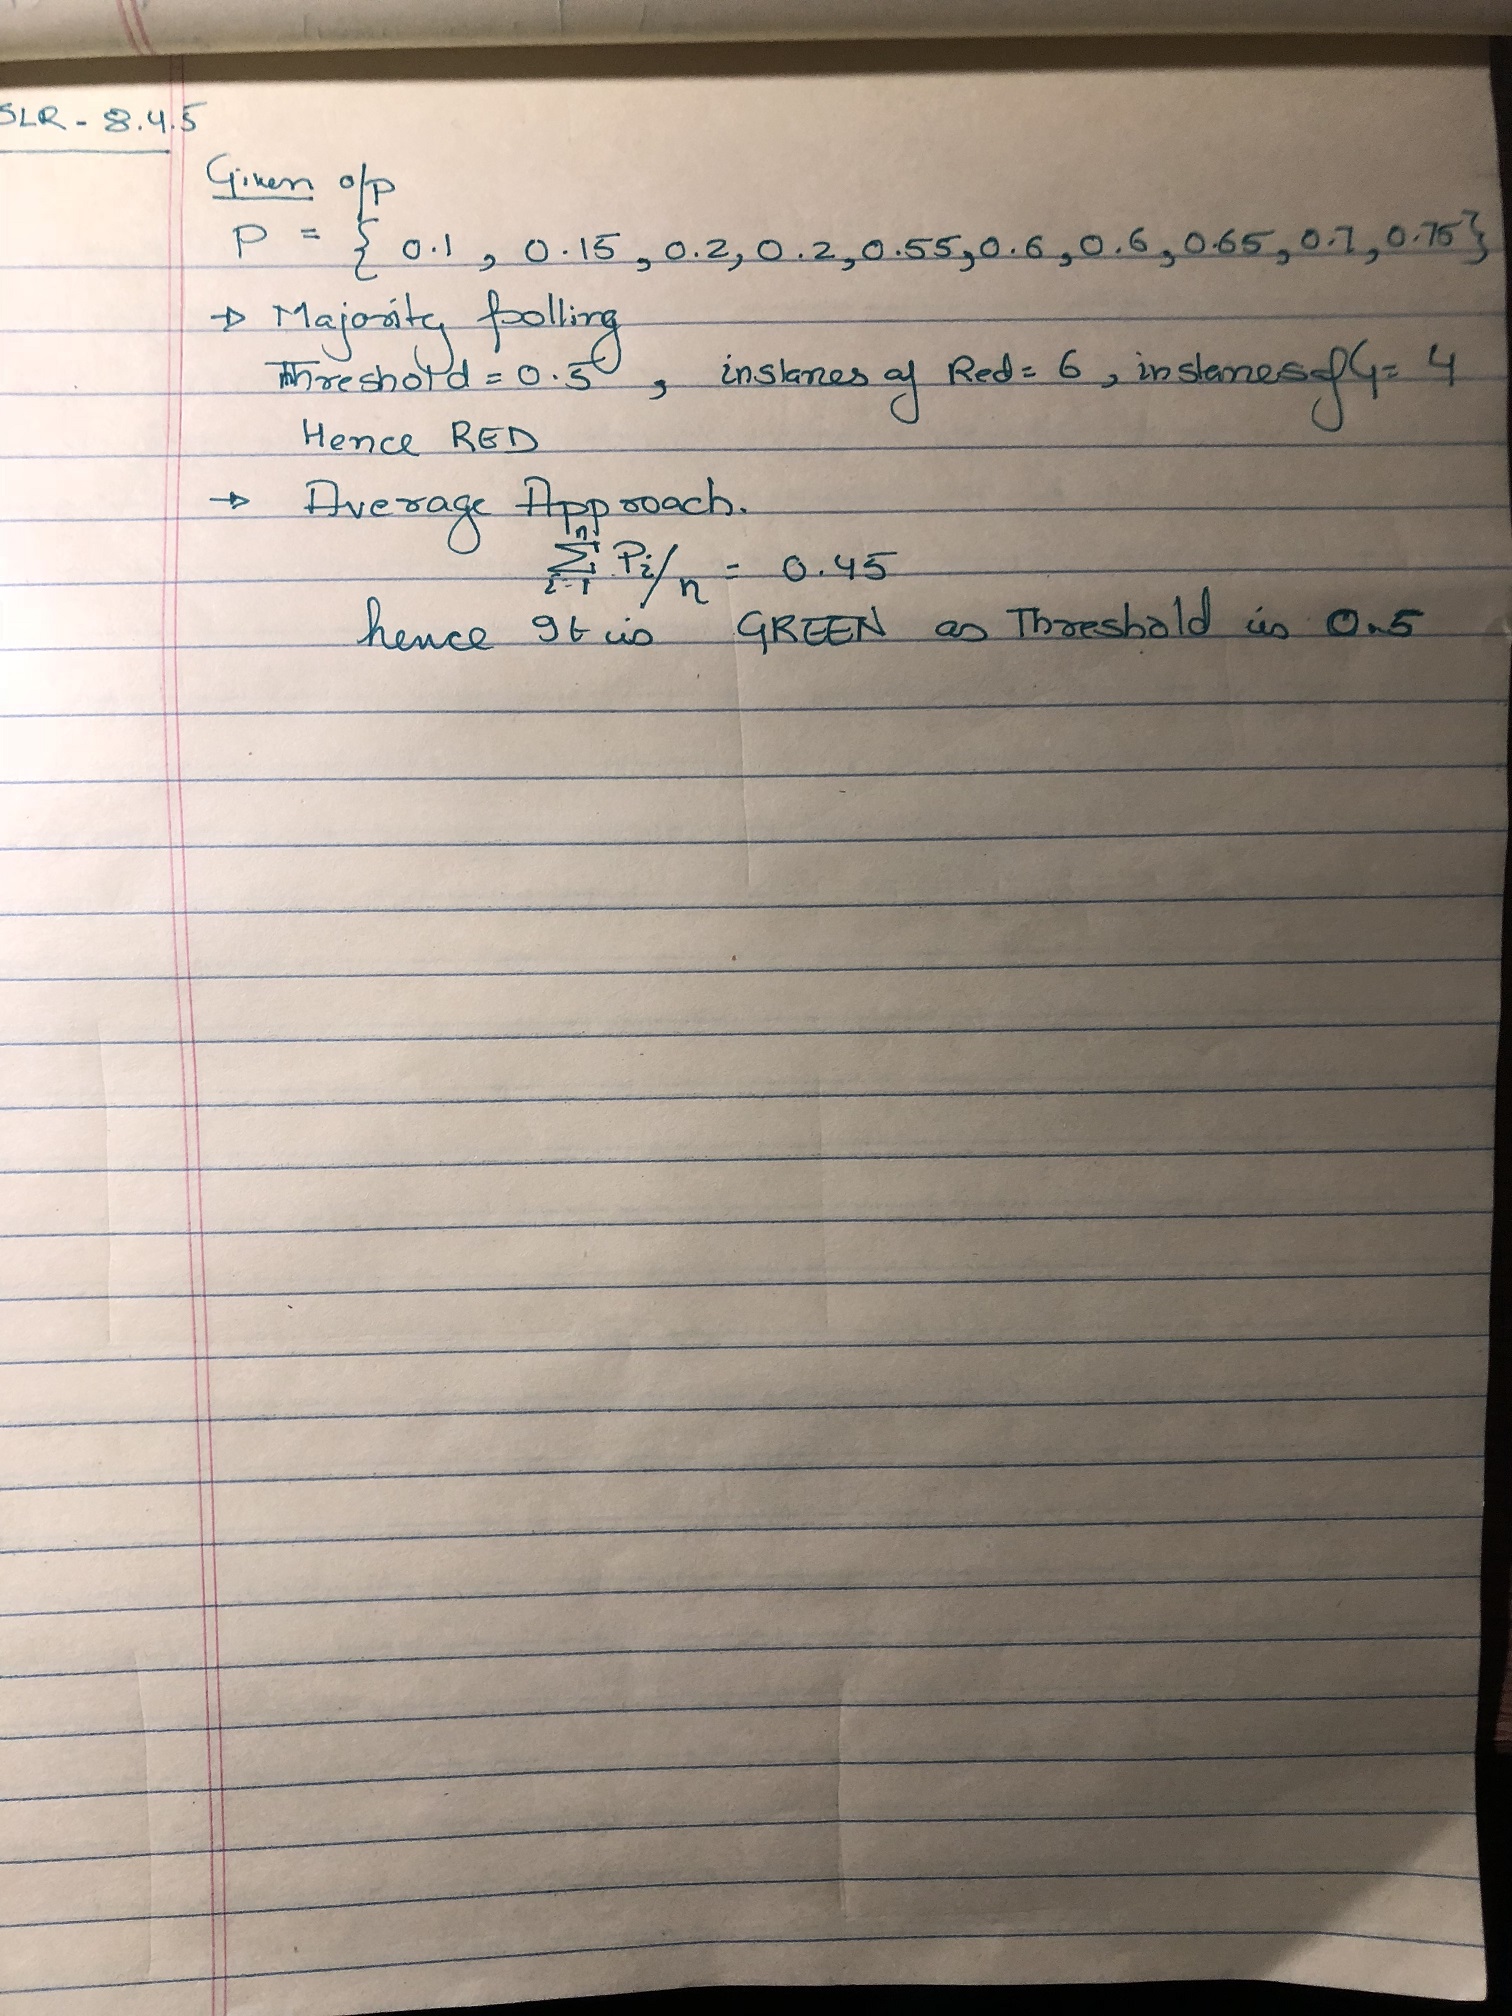 SLR - 8.4.5
Given o/p
P = { 0.1, 0.15, 0.2, 0.2, 0.55, 0.6, 0.6, 0.65, 0.7, 0.75}
→ Majority polling
Threshold = 0.5, instanes of Red = 6, instanes of G = 4
Hence RED
→ Average Approach.
n∑i=1 Pi/n = 0.45
hence It is GREEN as Threshold is 0.5